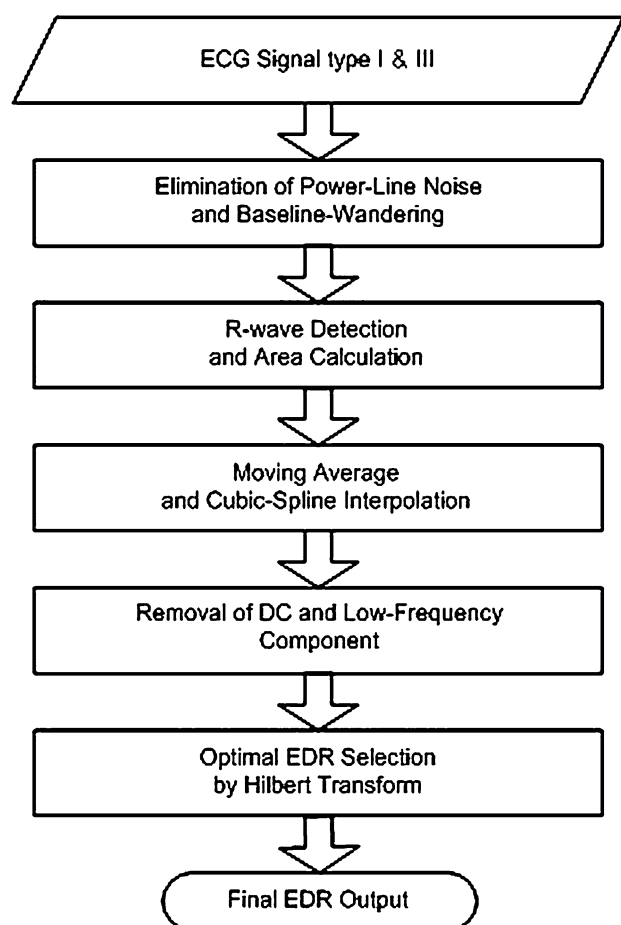 ECG Signal type I & III
Elimination of Power-Line Noise
and Baseline-Wandering
R-wave Detection
and Area Calculation
Moving Average
and Cubic-Spline Interpolation
Removal of DC and Low-Frequency
Component
Optimal EDR Selection
by Hilbert Transform
Final EDR Output